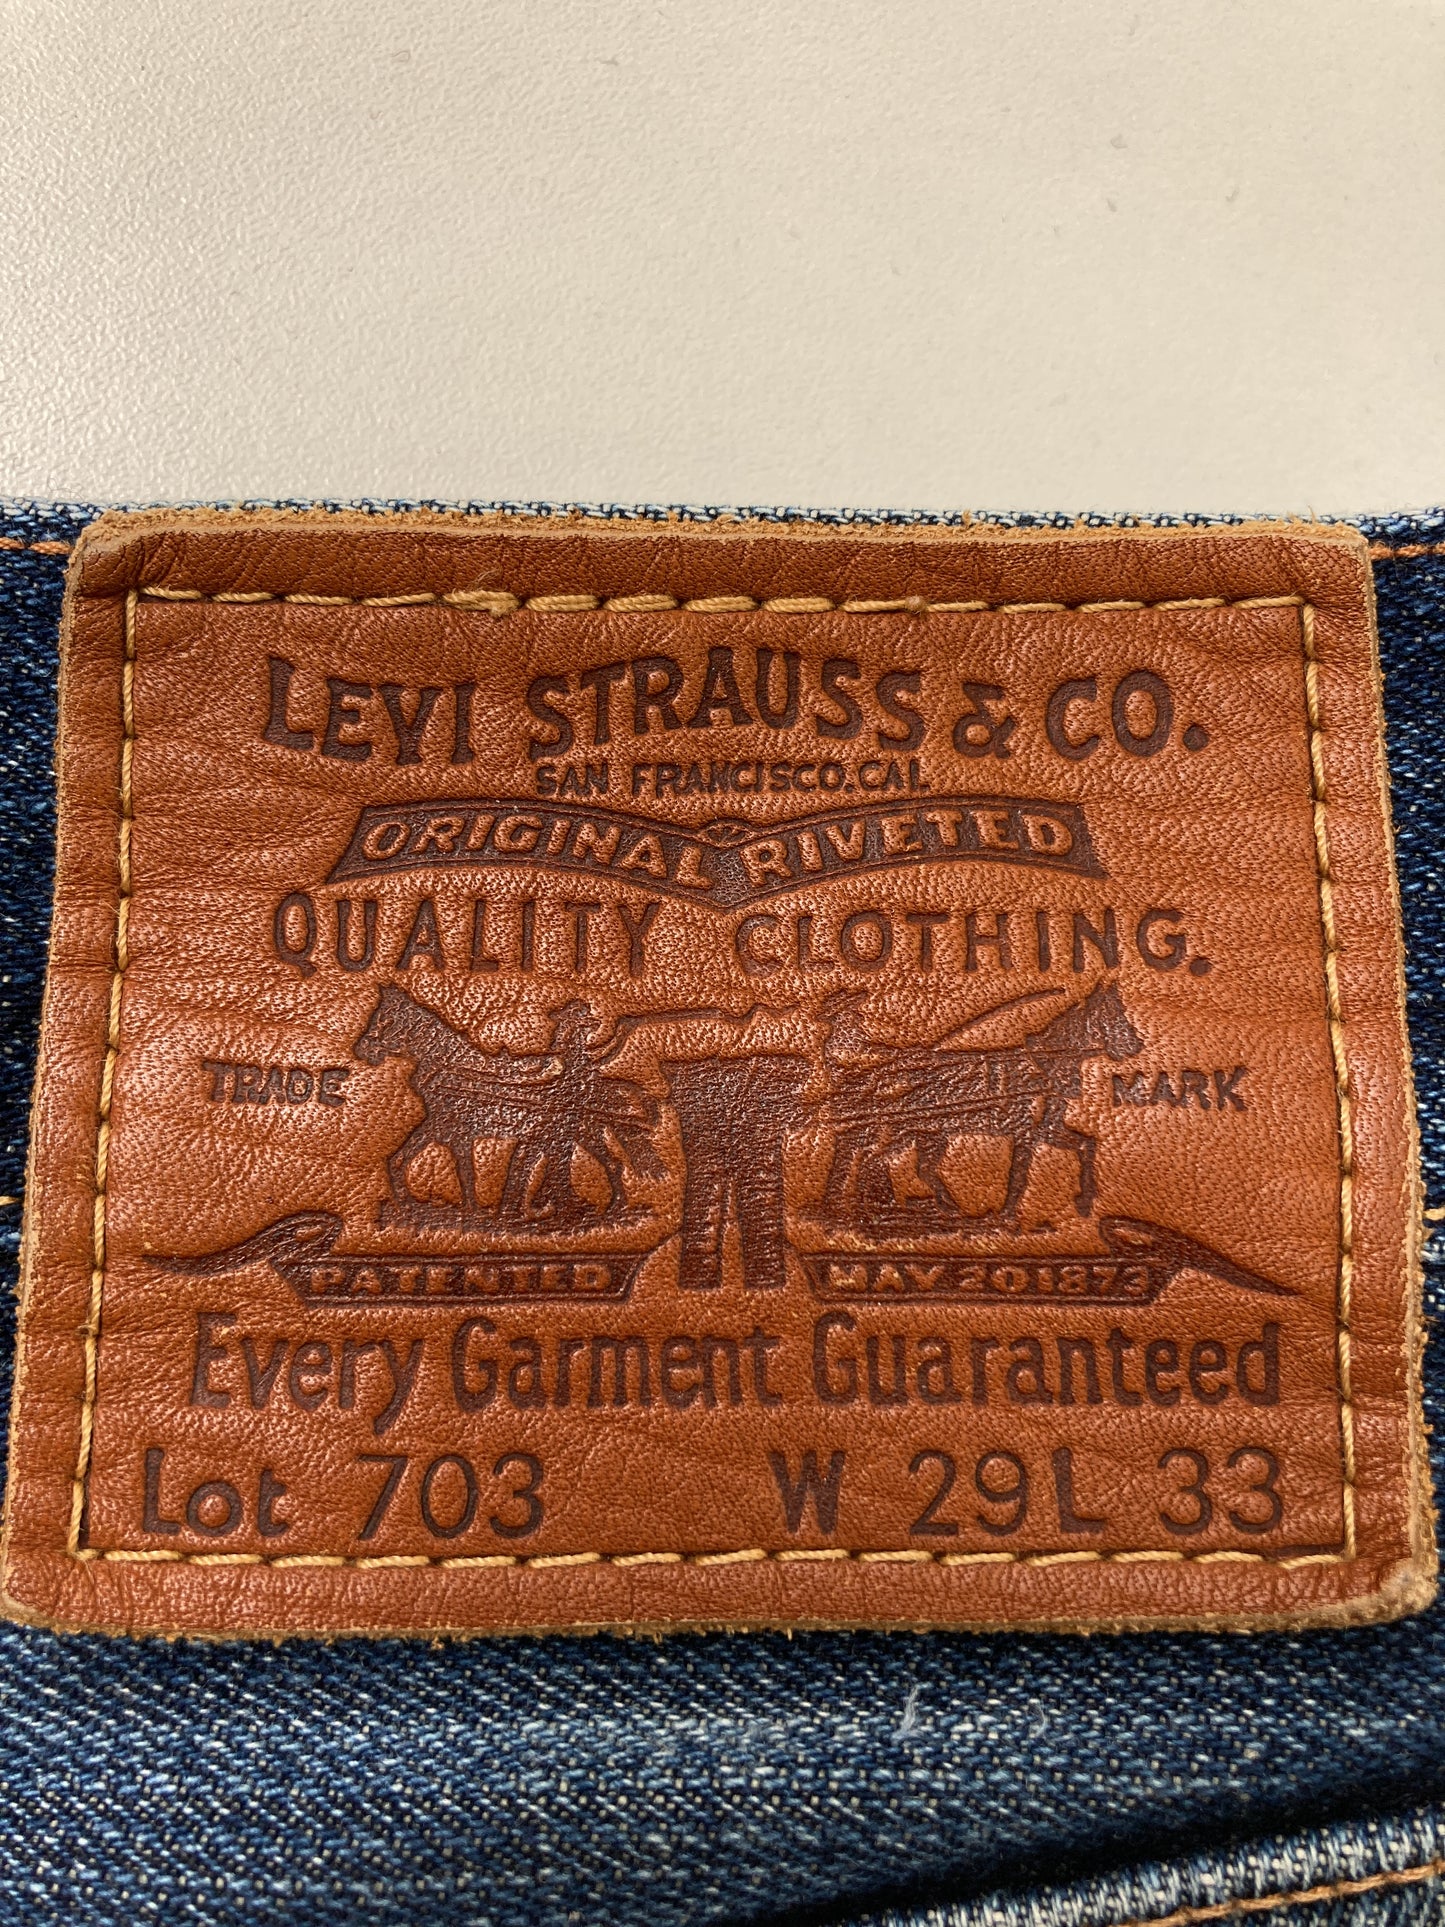 LEVI STRAUSS & CO.
SAN FRANCISCO.CAL
ORIGINAL RIVETED
QUALITY CLOTHING.
TRADE MARK
PATENTED MAY 20 1873
Every Garment Guaranteed
Lot 703 W 29 L 33